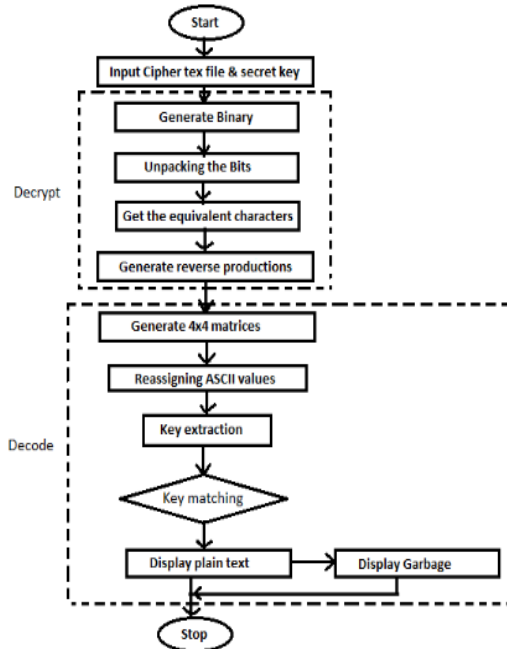 Start
Input Cipher tex file & secret key
Generate Binary
Unpacking the Bits
Decrypt
Get the equivalent characters
Generate reverse productions
Generate 4x4 matrices
Reassigning ASCII values
Key extraction
Decode
Key matching
Display plain text
Display Garbage
Stop